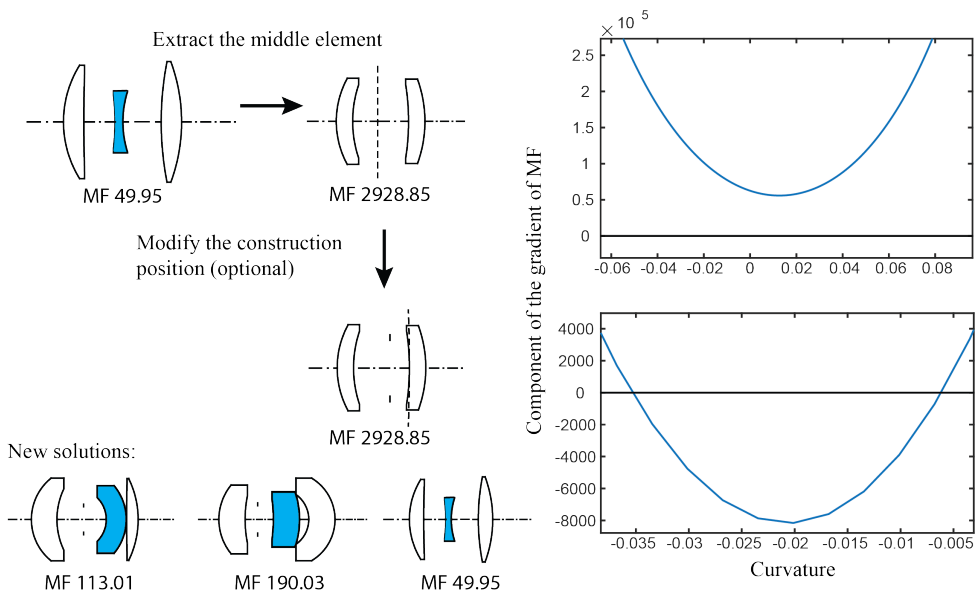 Extract the middle element
MF 49.95
MF 2928.85
Modify the construction
position (optional)
MF 2928.85
New solutions:
MF 113.01
MF 190.03
MF 49.95
Component of the gradient of MF
× 10 5
2.5
2
1.5
1
0.5
0
-0.06 -0.04 -0.02 0 0.02 0.04 0.06 0.08
4000
2000
0
-2000
-4000
-6000
-8000
-0.035 -0.03 -0.025 -0.02 -0.015 -0.01 -0.005
Curvature